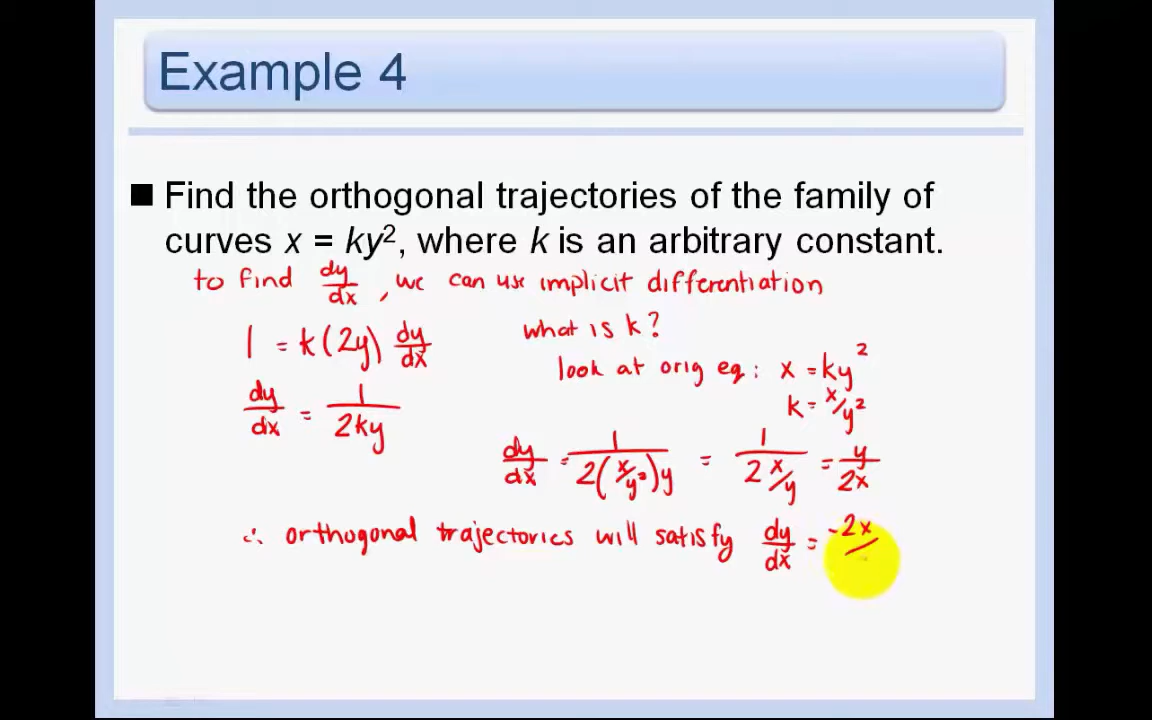 Example 4
■ Find the orthogonal trajectories of the family of
curves x = ky², where k is an arbitrary constant.
to find dy/dx, we can use implicit differentiation
1 = k(2y) dy/dx
dy/dx = 1/2ky
what is k?
look at orig eq: x = ky²
k = x/y²
dy/dx = 1/2(x/y²)y = 1/2 x/y = y/2x
∴ orthogonal trajectories will satisfy dy/dx = -2x/